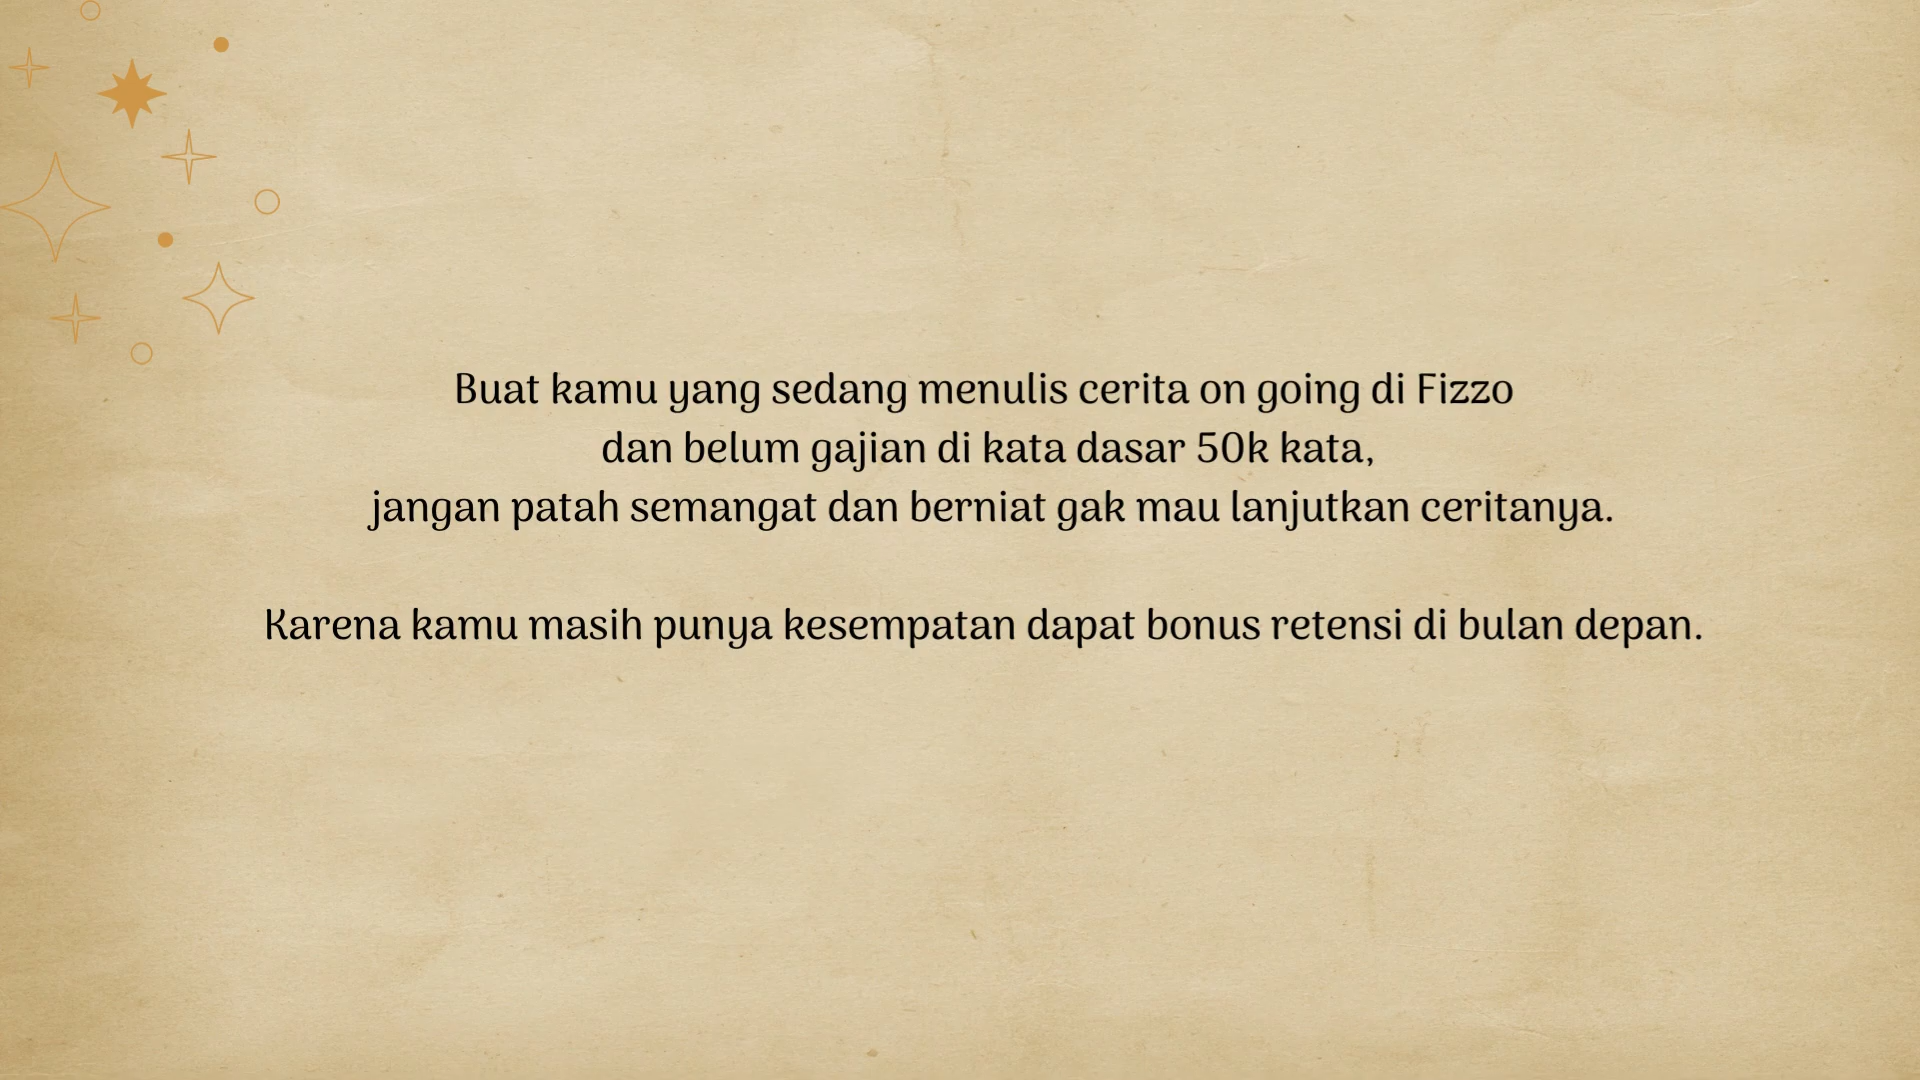 Buat kamu yang sedang menulis cerita on going di Fizzo
dan belum gajian di kata dasar 50k kata,
jangan patah semangat dan berniat gak mau lanjutkan ceritanya.
Karena kamu masih punya kesempatan dapat bonus retensi di bulan depan.